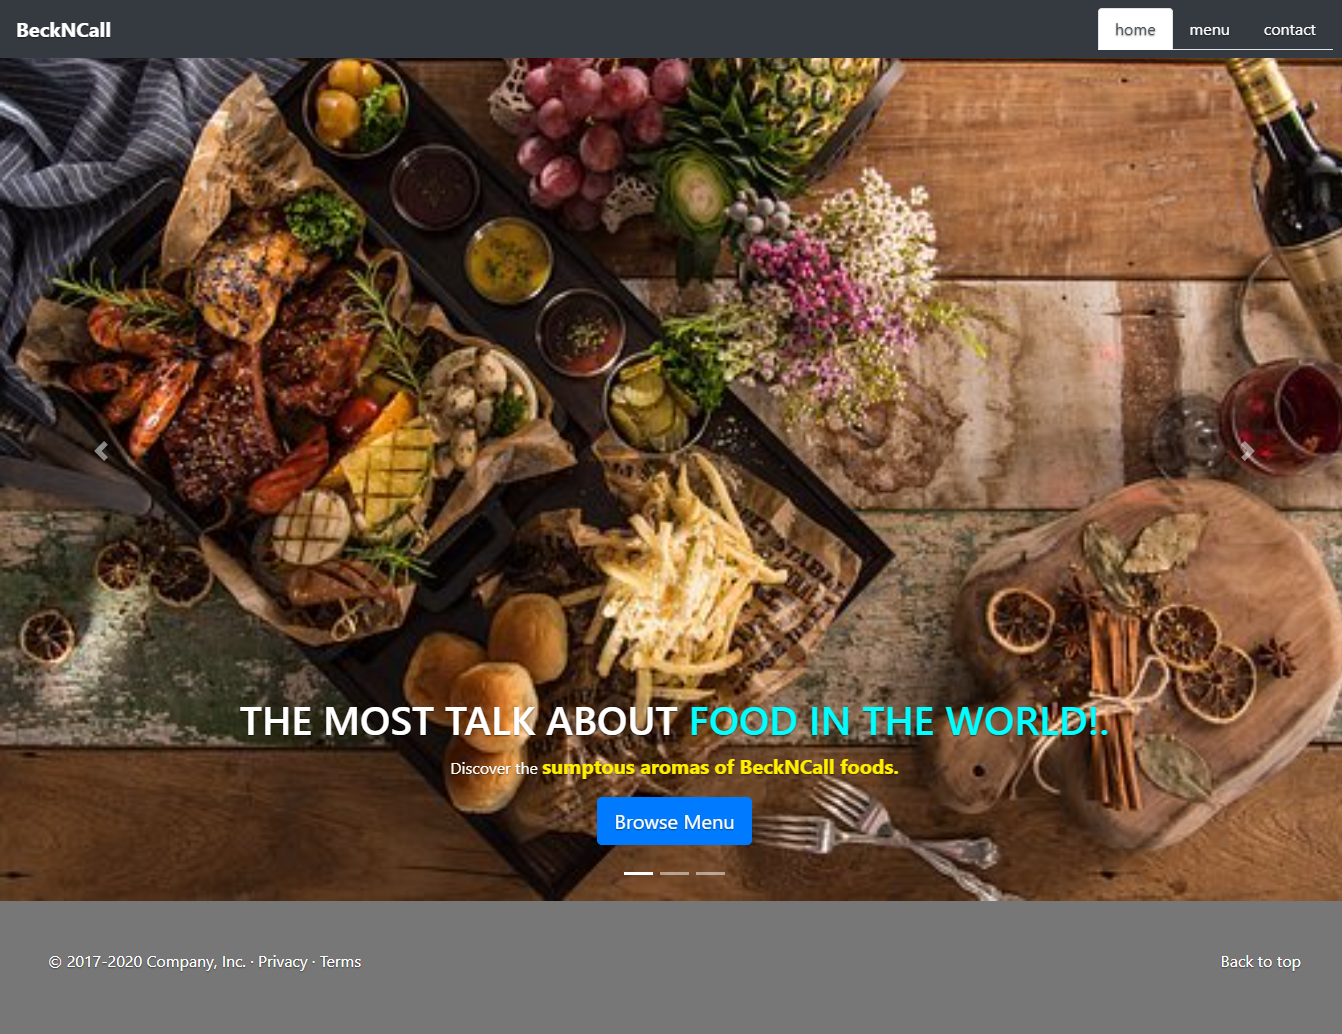 BeckNCall
home menu contact
THE MOST TALK ABOUT FOOD IN THE WORLD!.
Discover the sumptous aromas of BeckNCall foods.
Browse Menu
© 2017-2020 Company, Inc. · Privacy · Terms
Back to top